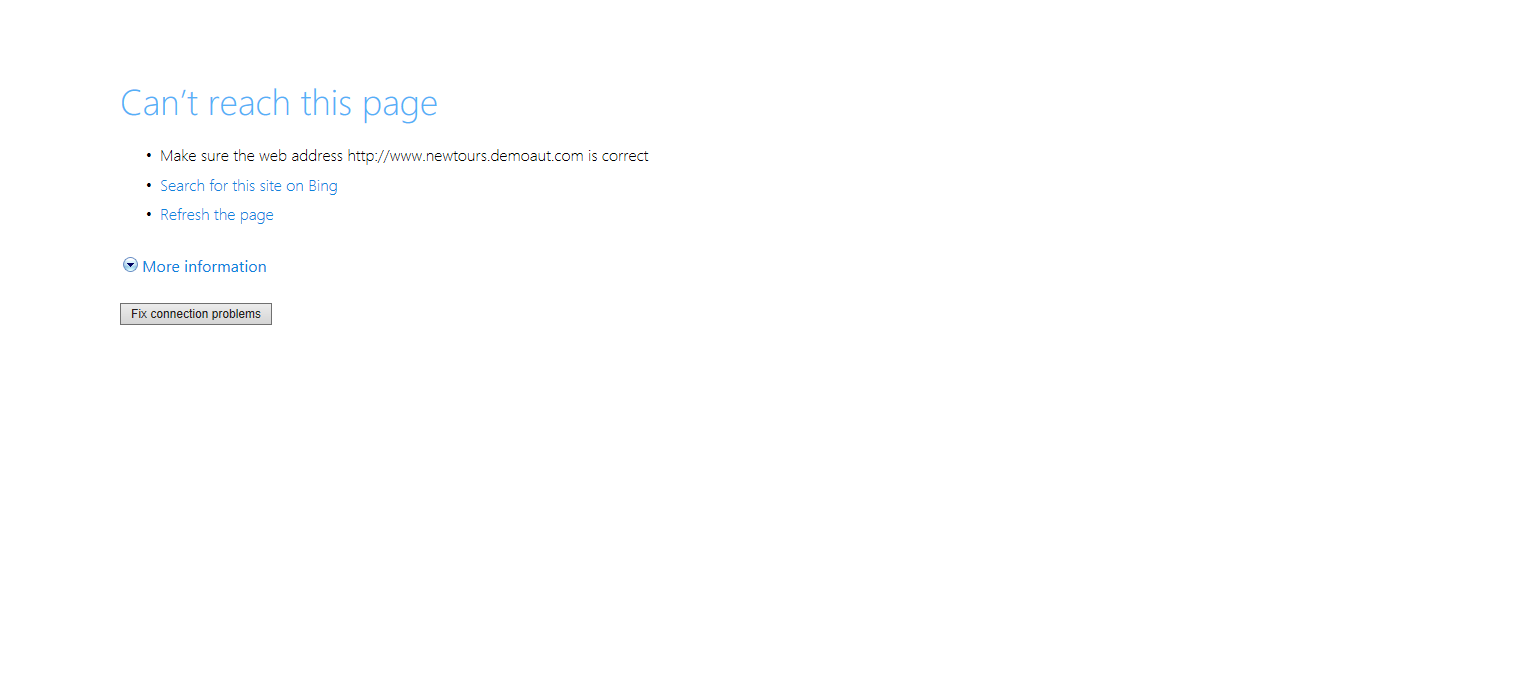 Can’t reach this page
• Make sure the web address http://www.newtours.demoaut.com is correct
• Search for this site on Bing
• Refresh the page
More information
Fix connection problems